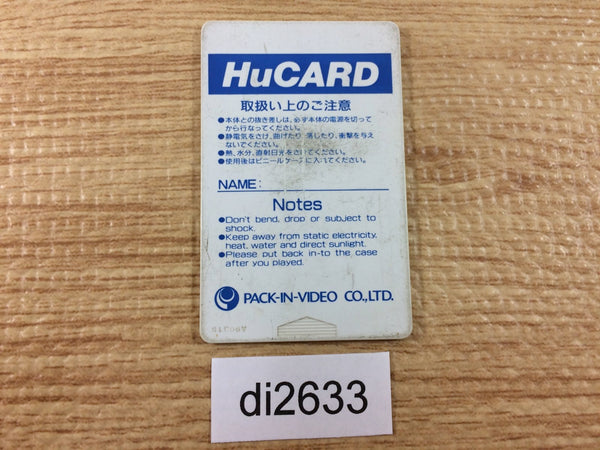 HuCARD
取扱い上のご注意
●本体との抜き差しは、必ず本体の電源を切って
から行なってください。
●静電気をさけ、曲げたり、落したり、衝撃を与え
ないでください。
●熱、水分、直射日光をさけてください。
●使用後はビニールケースに入れてください。
NAME:
Notes
●Don't bend, drop or subject to
shock.
●Keep away from static electricity,
heat, water and direct sunlight.
●Please put back in-to the case
after you played.
PACK-IN-VIDEO CO.,LTD.
di2633